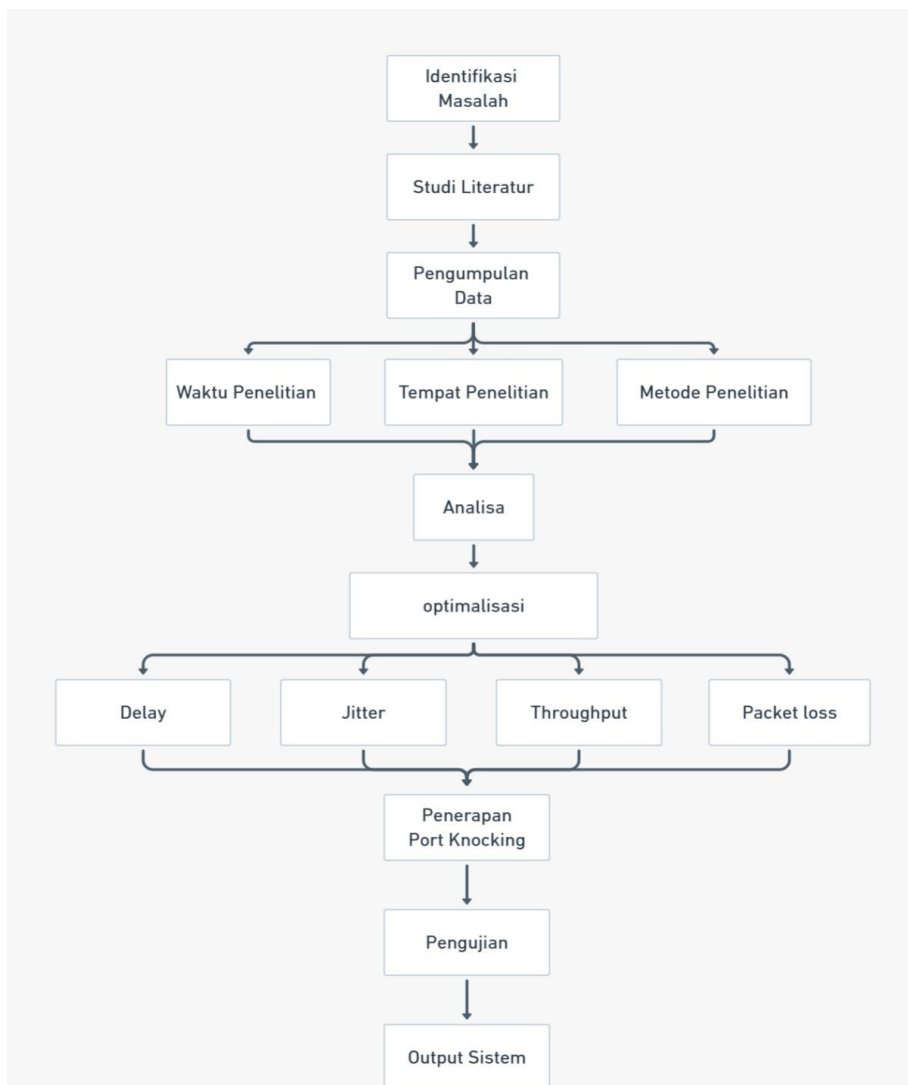 Identifikasi
Masalah
Studi Literatur
Pengumpulan
Data
Waktu Penelitian
Tempat Penelitian
Metode Penelitian
Analisa
optimalisasi
Delay
Jitter
Throughput
Packet loss
Penerapan
Port Knocking
Pengujian
Output Sistem